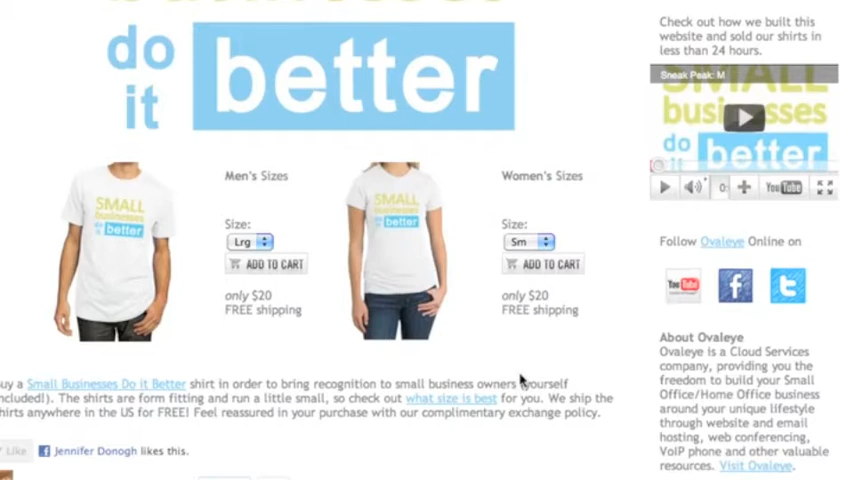 do
it
better
Men's Sizes
Size:
Lrg
ADD TO CART
only $20
FREE shipping
Women's Sizes
Size:
Sm
ADD TO CART
only $20
FREE shipping
SMALL
businesses
do it better
SMALL
businesses
do it better
uy a Small Businesses Do it Better shirt in order to bring recognition to small business owners (yourself
ncluded!). The shirts are form fitting and run a little small, so check out what size is best for you. We ship the
hirts anywhere in the US for FREE! Feel reassured in your purchase with our complimentary exchange policy.
Like
Jennifer Donogh likes this.
Check out how we built this
website and sold our shirts in
less than 24 hours.
Sneak Peak: M
SMALL
businesses
do
it
better
0:
YouTube
Follow Ovaleye Online on
YouTube
About Ovaleye
Ovaleye is a Cloud Services
company, providing you the
freedom to build your Small
Office/Home Office business
around your unique lifestyle
through website and email
hosting, web conferencing,
VoIP phone and other valuable
resources. Visit Ovaleye.